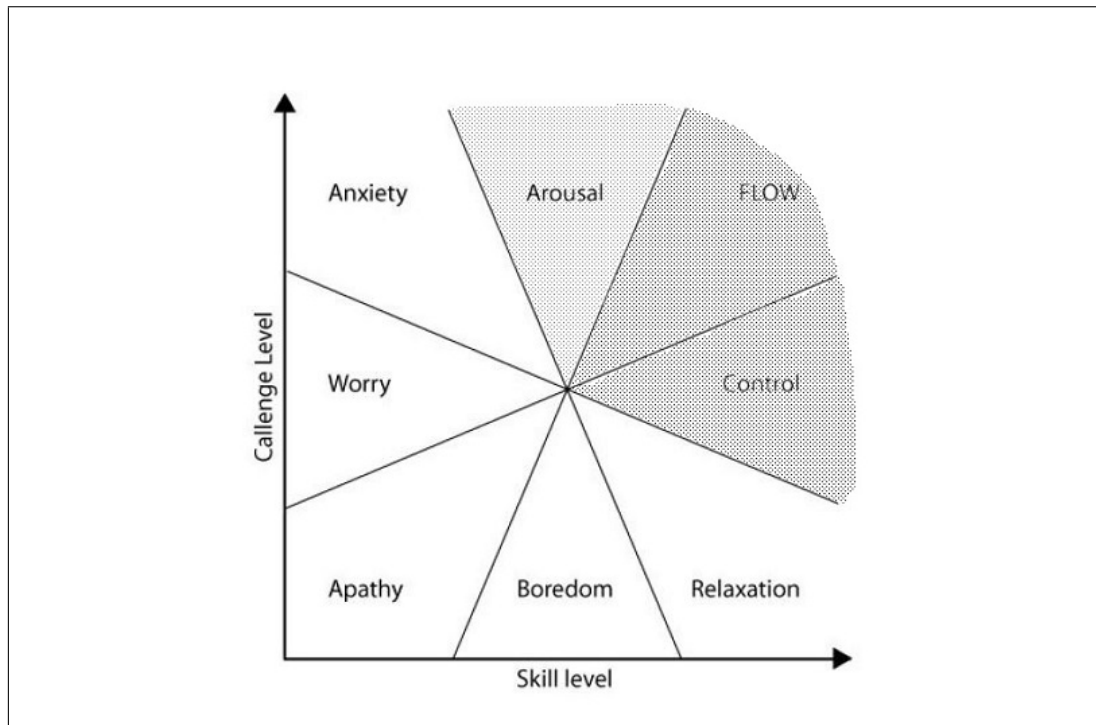 Anxiety
Arousal
FLOW
Callenge Level
Worry
Control
Apathy
Boredom
Relaxation
Skill level